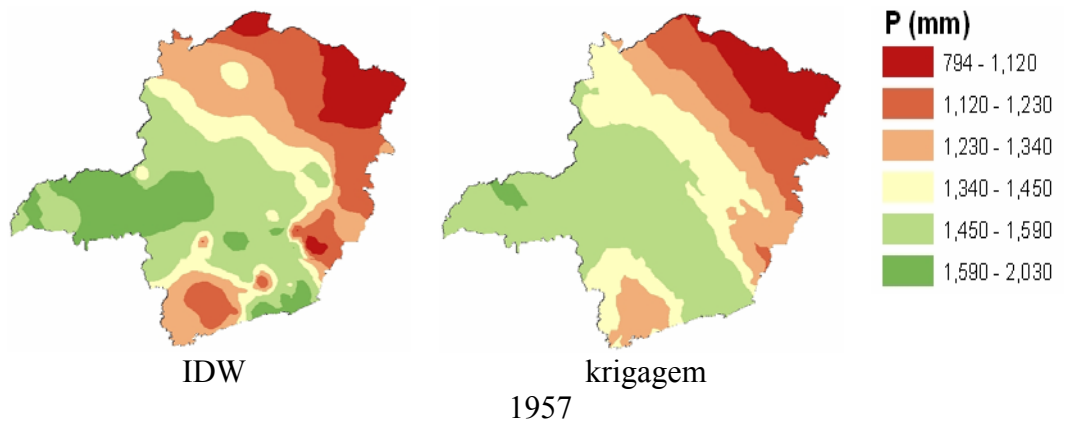 P (mm)
794 - 1,120
1,120 - 1,230
1,230 - 1,340
1,340 - 1,450
1,450 - 1,590
1,590 - 2,030
IDW krigagem
1957